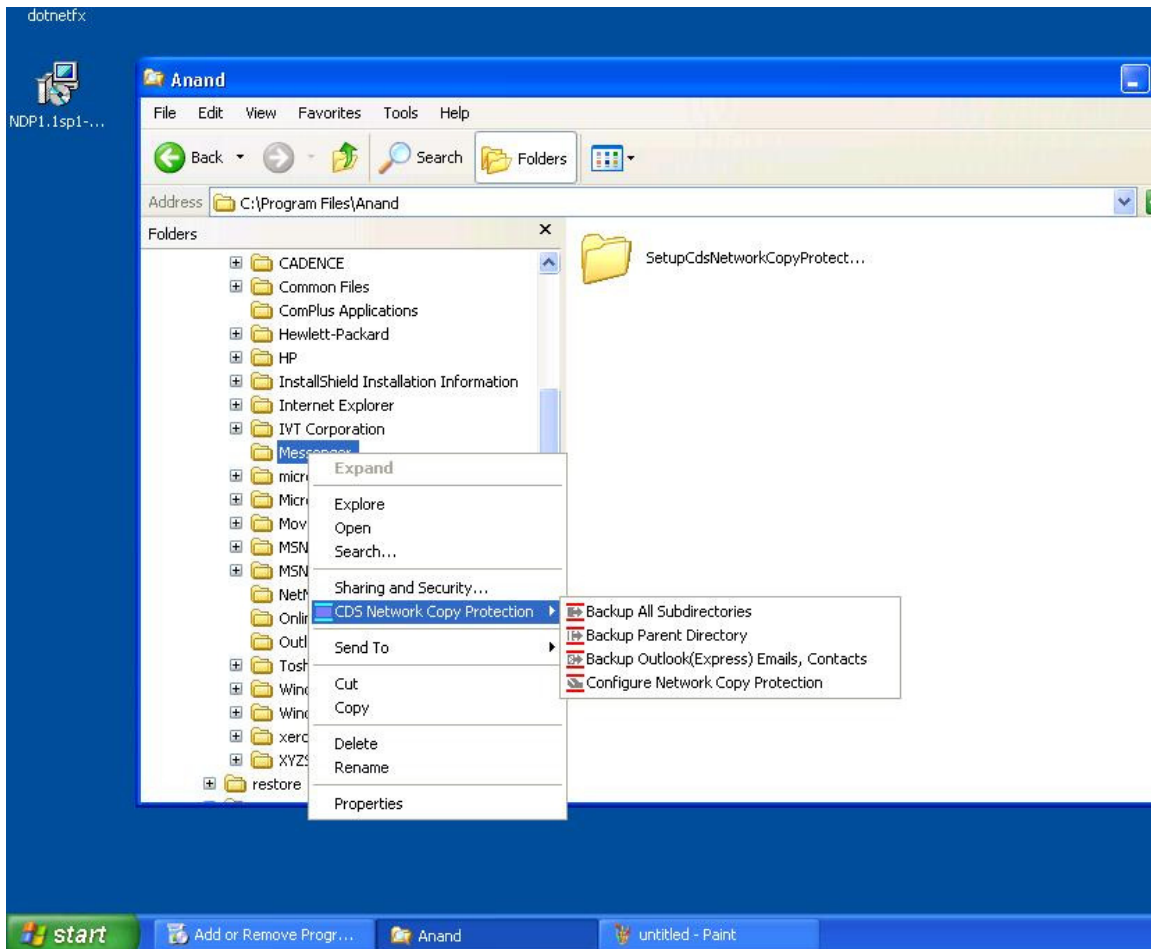 dotnetfx
NDP1.1sp1-...
Anand
File Edit View Favorites Tools Help
Back Search Folders
Address C:\Program Files\Anand
Folders
SetupCdsNetworkCopyProtect...
CADENCE
Common Files
ComPlus Applications
Hewlett-Packard
HP
InstallShield Installation Information
Internet Explorer
IVT Corporation
Messenger
Expand
Explore
Open
Search...
Sharing and Security...
CDS Network Copy Protection
Send To
Cut
Copy
Delete
Rename
Properties
Backup All Subdirectories
Backup Parent Directory
Backup Outlook(Express) Emails, Contacts
Configure Network Copy Protection
MSN
MSN
restore
start
Add or Remove Progr...
Anand
untitled - Paint